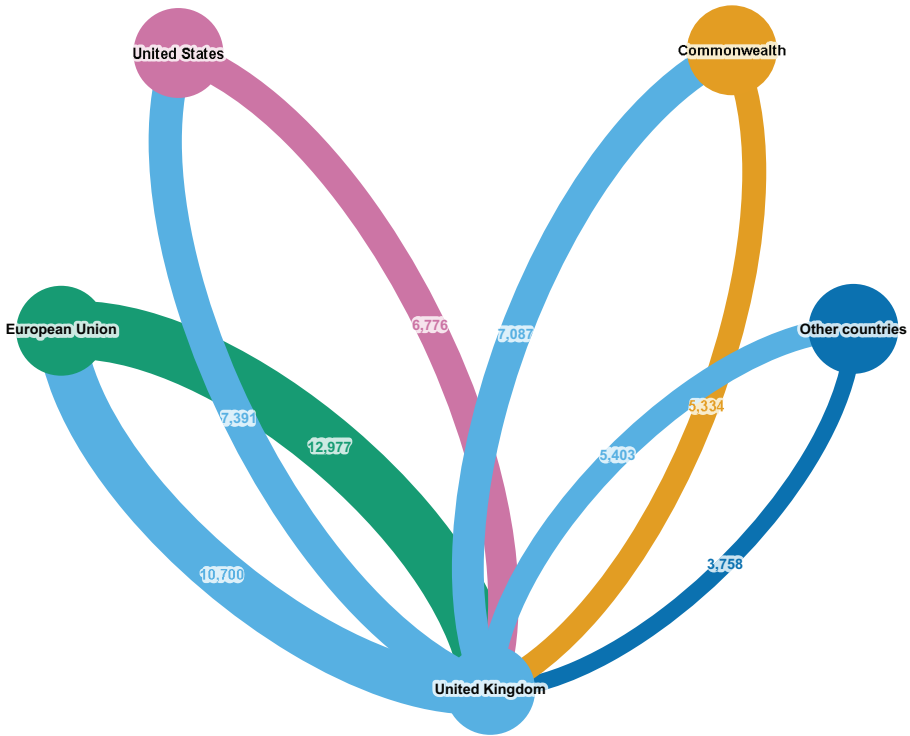 United States
Commonwealth
European Union
6,776
7,087
Other countries
7,391
5,334
12,977
5,403
10,700
3,758
United Kingdom